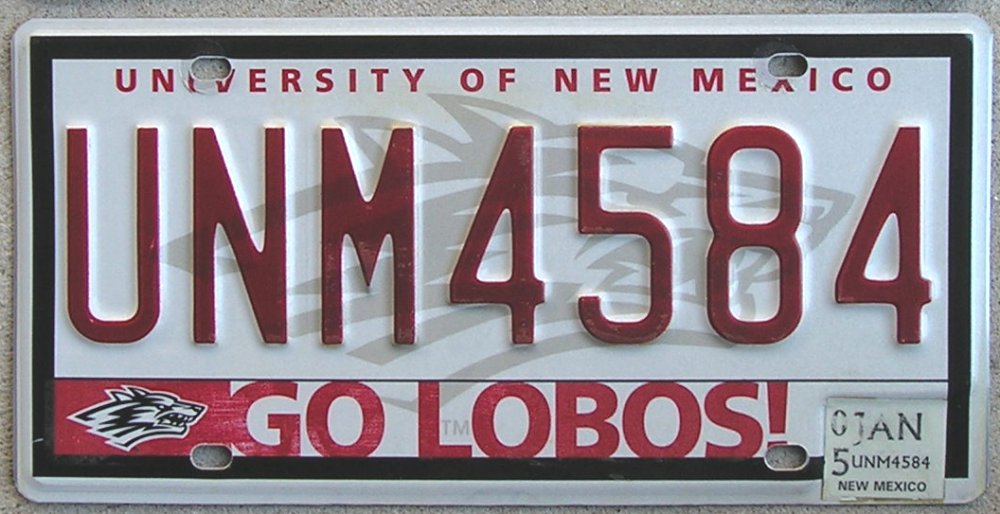 UNIVERSITY OF NEW MEXICO
UNM4584
GO LOBOS!
TM
0 JAN
5 UNM4584
NEW MEXICO